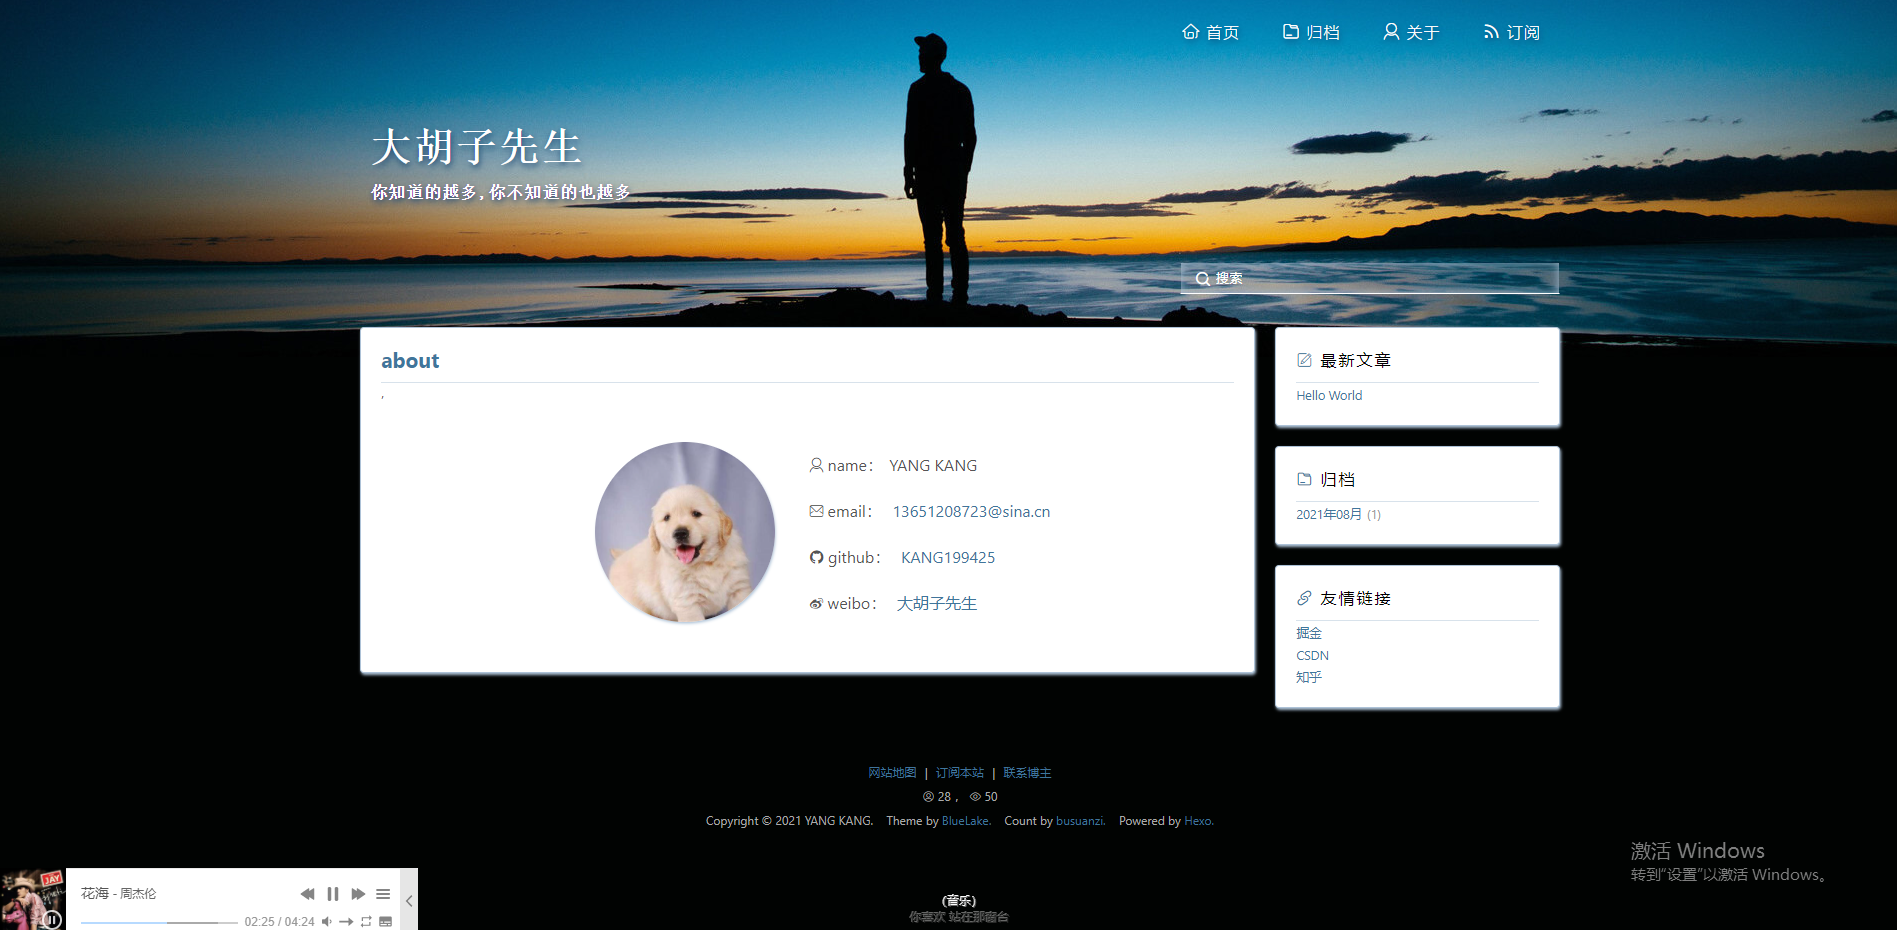 首页 归档 关于 订阅
大胡子先生
你知道的越多,你不知道的也越多
搜索
about
,
name： YANG KANG
email： 13651208723@sina.cn
github： KANG199425
weibo： 大胡子先生
最新文章
Hello World
归档
2021年08月 (1)
友情链接
掘金
CSDN
知乎
网站地图 | 订阅本站 | 联系博主
28 , 50
Copyright © 2021 YANG KANG. Theme by BlueLake. Count by busuanzi. Powered by Hexo.
激活 Windows
转到“设置”以激活 Windows。
JAY
花海 - 周杰伦
02:25 / 04:24
(音乐)
你喜欢 站在那窗台